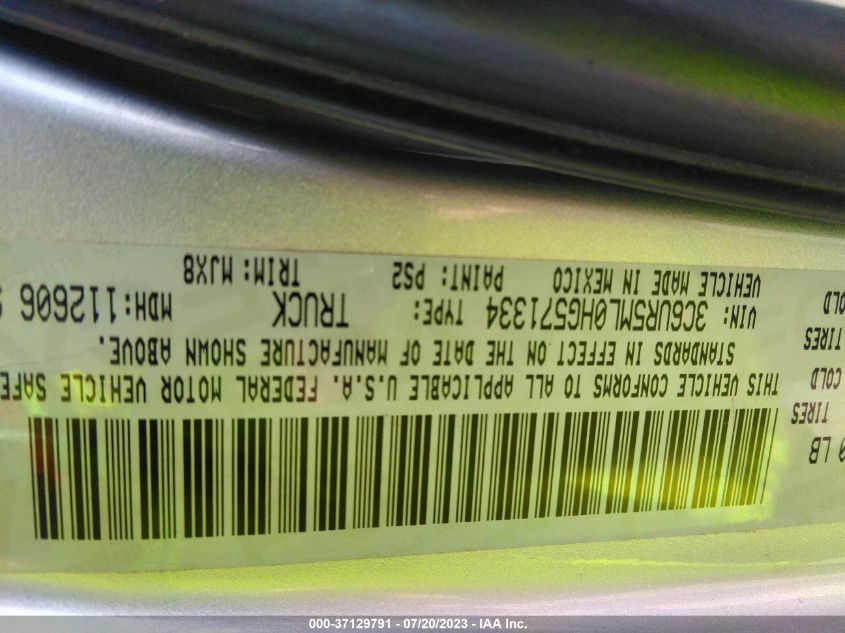 0 LB
TIRES
COLD
TIRES
COLD
THIS VEHICLE CONFORMS TO ALL APPLICABLE U.S.A. FEDERAL MOTOR VEHICLE SAFE
STANDARDS IN EFFECT ON THE DATE OF MANUFACTURE SHOWN ABOVE.
VIN: 3C6UR5ML0HG571334 TYPE: TRUCK MDH:112606
VEHICLE MADE IN MEXICO PAINT: PS2 TRIM: MJX8
000-37129791 - 07/20/2023 - IAA Inc.